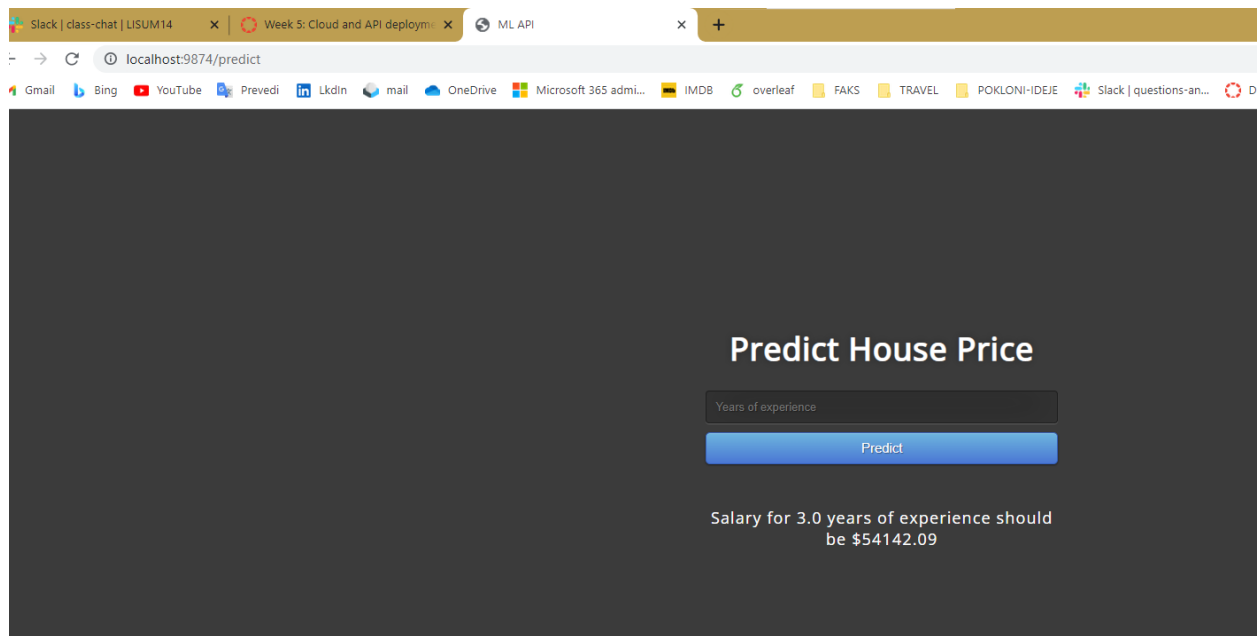 Slack | class-chat | LISUM14 Week 5: Cloud and API deployme ML API
localhost:9874/predict
Gmail Bing YouTube Prevedi LkdIn mail OneDrive Microsoft 365 admi... IMDB overleaf FAKS TRAVEL POKLONI-IDEJE Slack | questions-an... D
Predict House Price
Years of experience
Predict
Salary for 3.0 years of experience should
be $54142.09